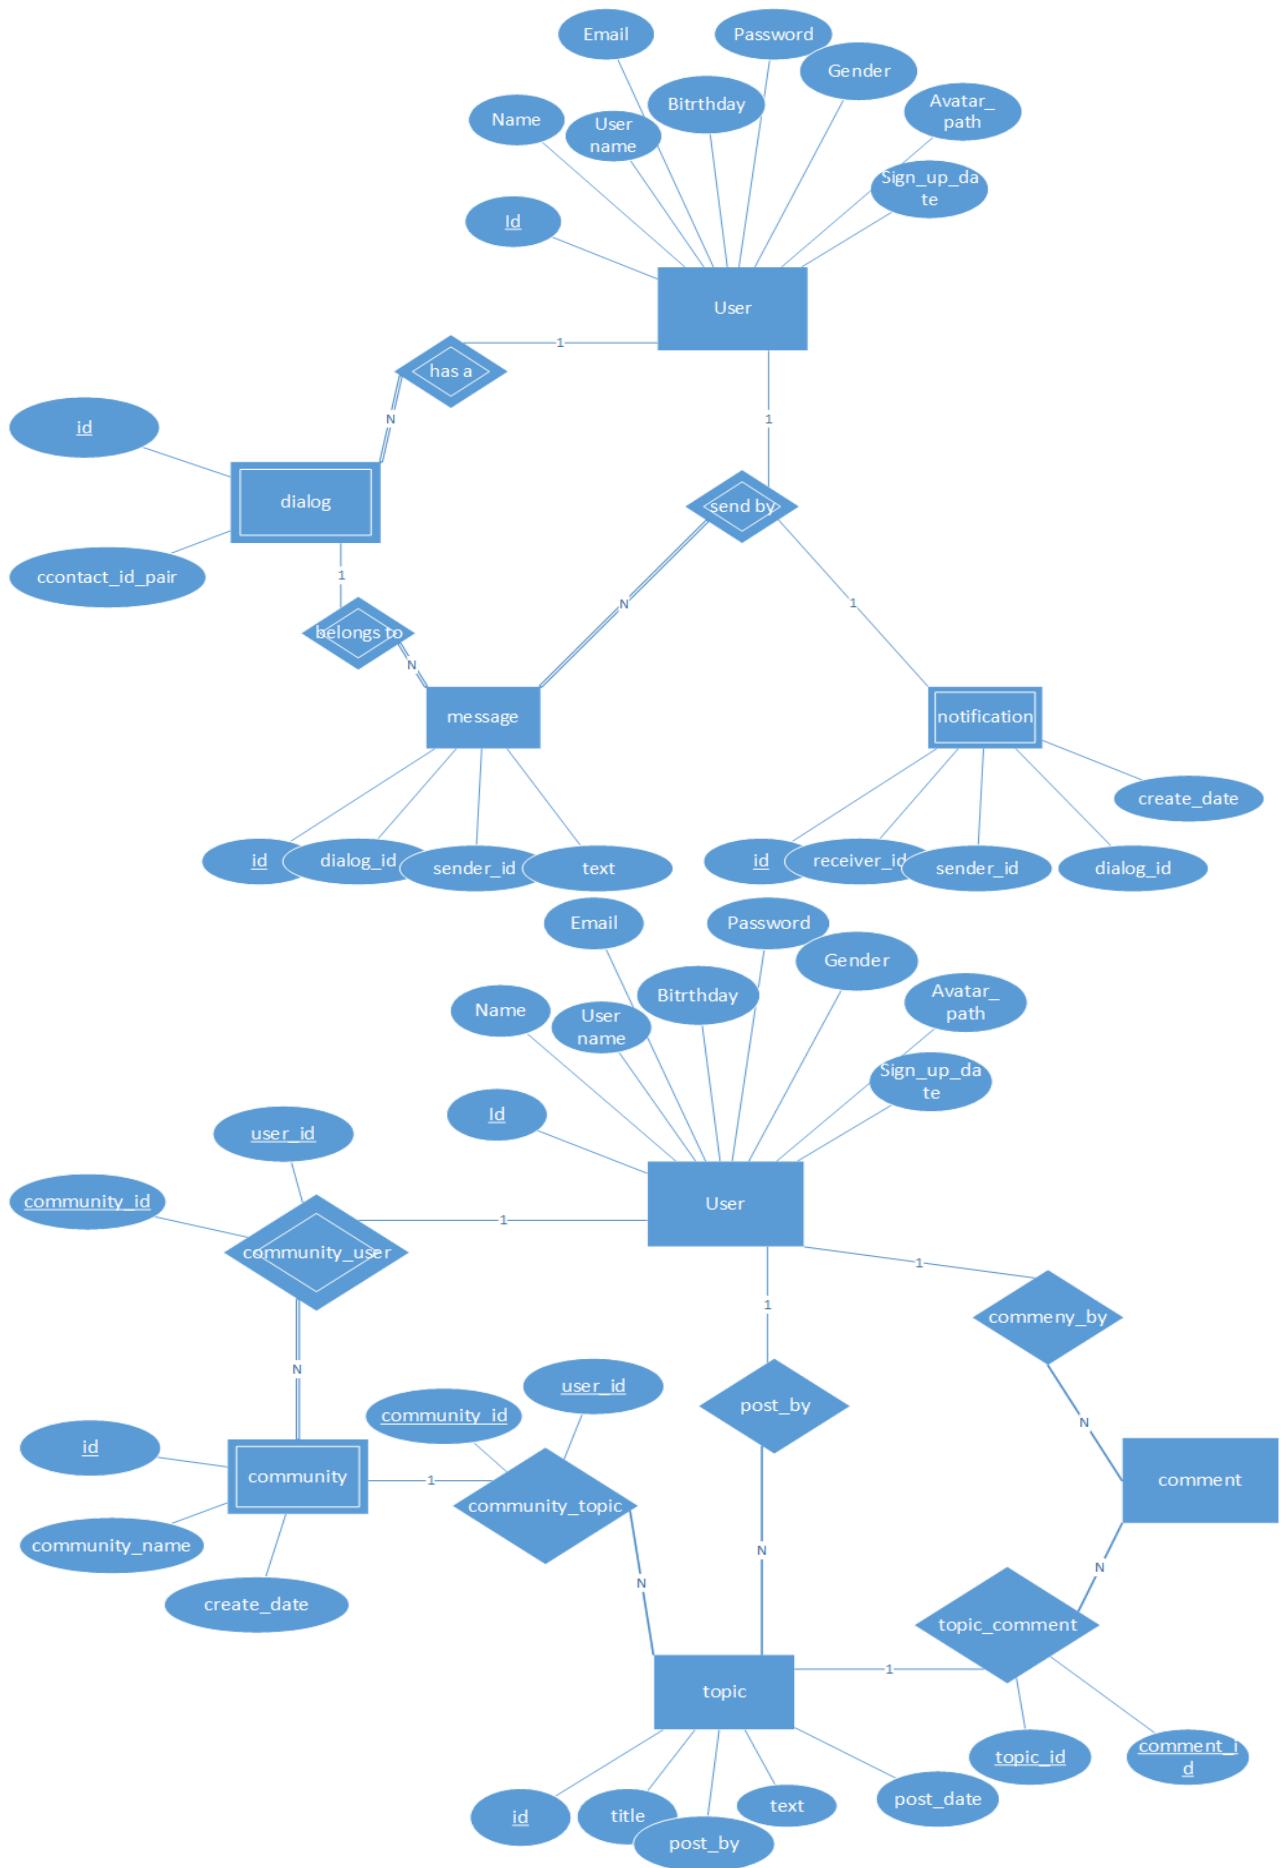 Email
Password
Gender
Bitrthday
Avatar_
path
Name
User
name
Sign_up_da
te
Id
User
1
has a
N
1
id
dialog
send by
ccontact_id_pair
1
N
1
belongs to
N
message
notification
create_date
id
dialog_id
sender_id
text
id
receiver_id
sender_id
dialog_id
Email
Password
Gender
Bitrthday
Avatar_
path
Name
User
name
Sign_up_da
te
Id
user_id
community_id
User
1
community_user
1
1
commeny_by
N
user_id
community_id
post_by
N
id
community
1
comment
community_topic
community_name
N
N
N
create_date
topic_comment
topic
1
topic_id
comment_i
d
id
title
post_by
text
post_date